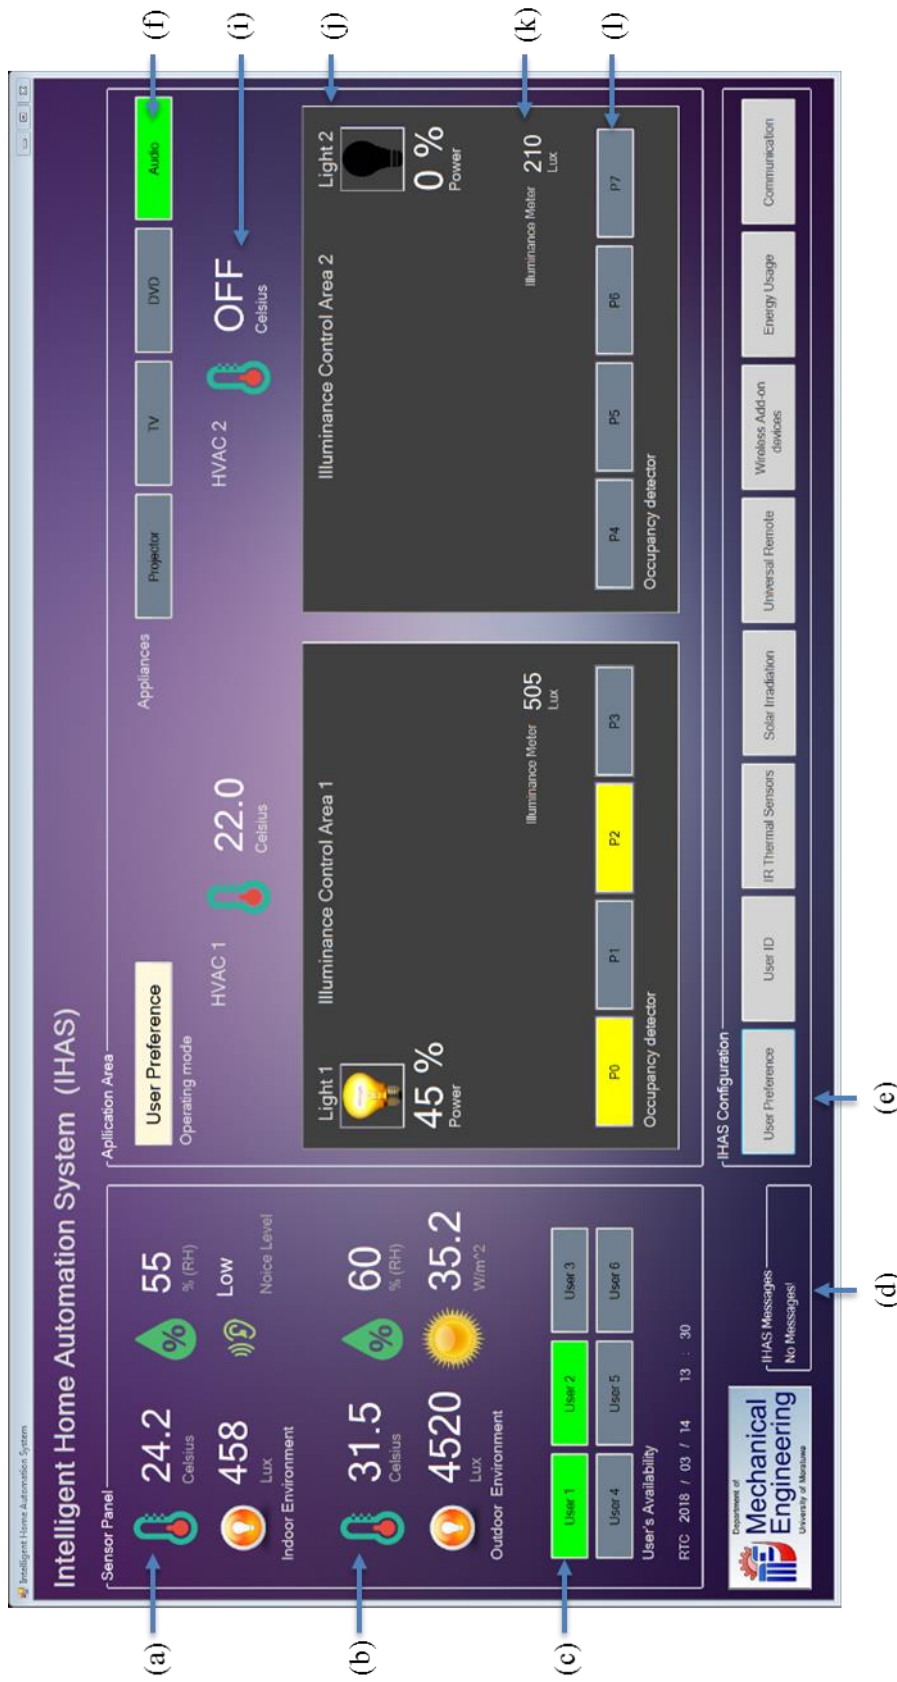 Intelligent Home Automation System
Intelligent Home Automation System (IHAS)
Sensor Panel
24.2
Celsius
55
% (RH)
458
Lux
Low
Noice Level
Indoor Environment
31.5
Celsius
60
% (RH)
4520
Lux
35.2
W/m^2
Outdoor Environment
User 1
User 2
User 3
User 4
User 5
User 6
User's Availability
RTC 2018 / 03 / 14 13 : 30
Department of
Mechanical
Engineering
University of Moratuwa
IHAS Messages
No Messages!
Apllication Area
User Preference
Operating mode
Appliances
Projector
TV
DVD
Audio
HVAC 1
22.0
Celsius
HVAC 2
OFF
Celsius
Light 1
45 %
Power
Illuminance Control Area 1
Illuminance Meter 505
Lux
P0
P1
P2
P3
Occupancy detector
Illuminance Control Area 2
Light 2
0 %
Power
Illuminance Meter 210
Lux
P4
P5
P6
P7
Occupancy detector
IHAS Configuration
User Preference
User ID
IR Thermal Sensors
Solar Irradiation
Universal Remote
Wireless Add-on
devices
Energy Usage
Communication
(a)
(b)
(c)
(d)
(e)
(f)
(i)
(j)
(k)
(l)